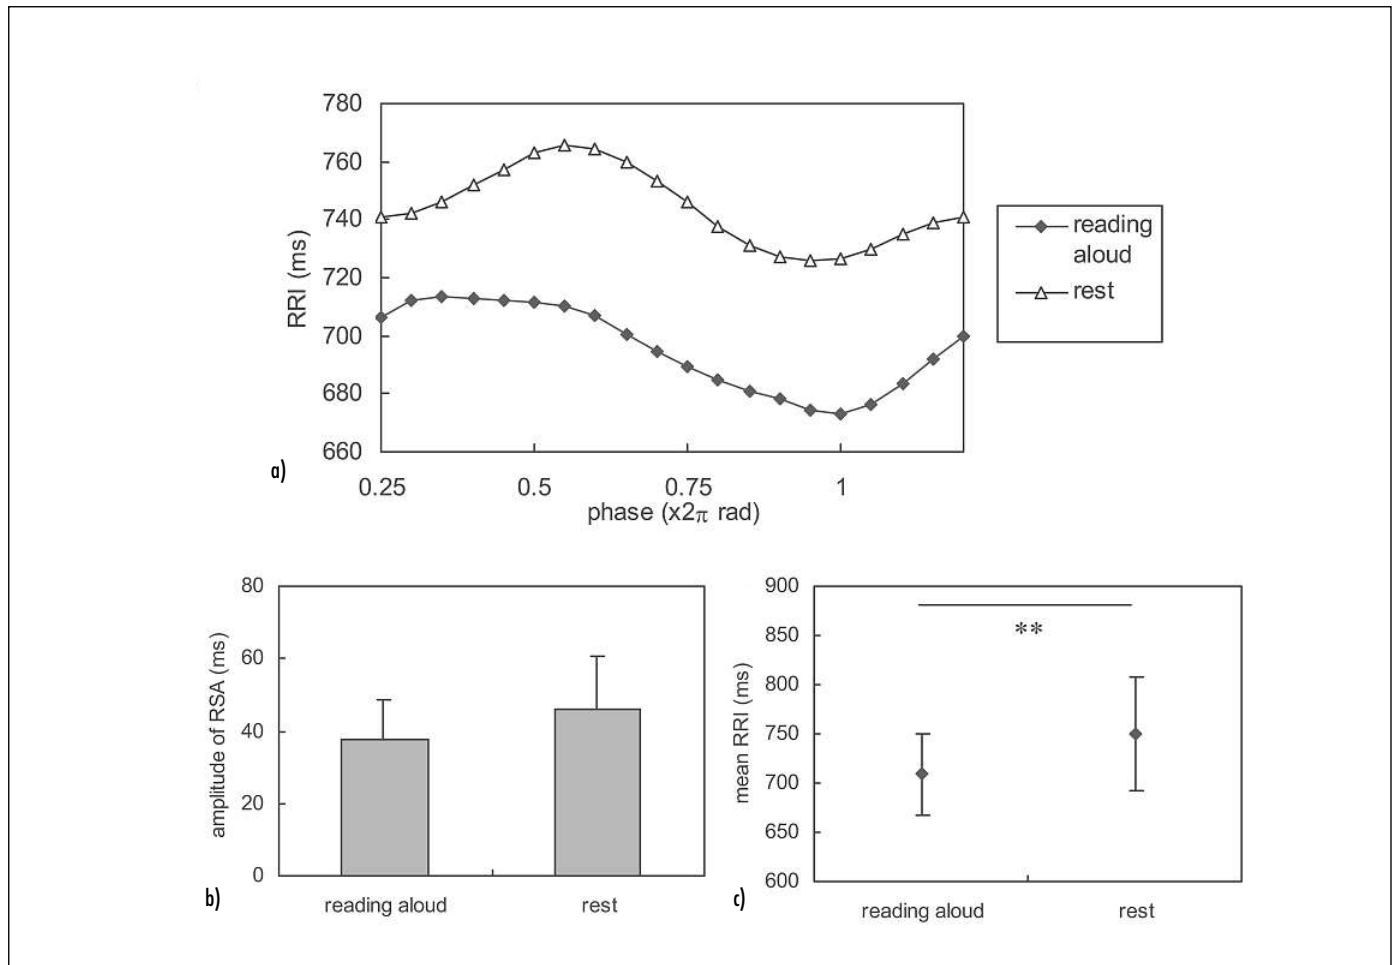 780
760
740
720
700
680
660
RRI (ms)
0.25 0.5 0.75 1
phase (x2π rad)
reading
aloud
rest
a)
80
60
40
20
0
amplitude of RSA (ms)
reading aloud rest
b)
900
850
800
750
700
650
600
mean RRI (ms)
**
reading aloud rest
c)